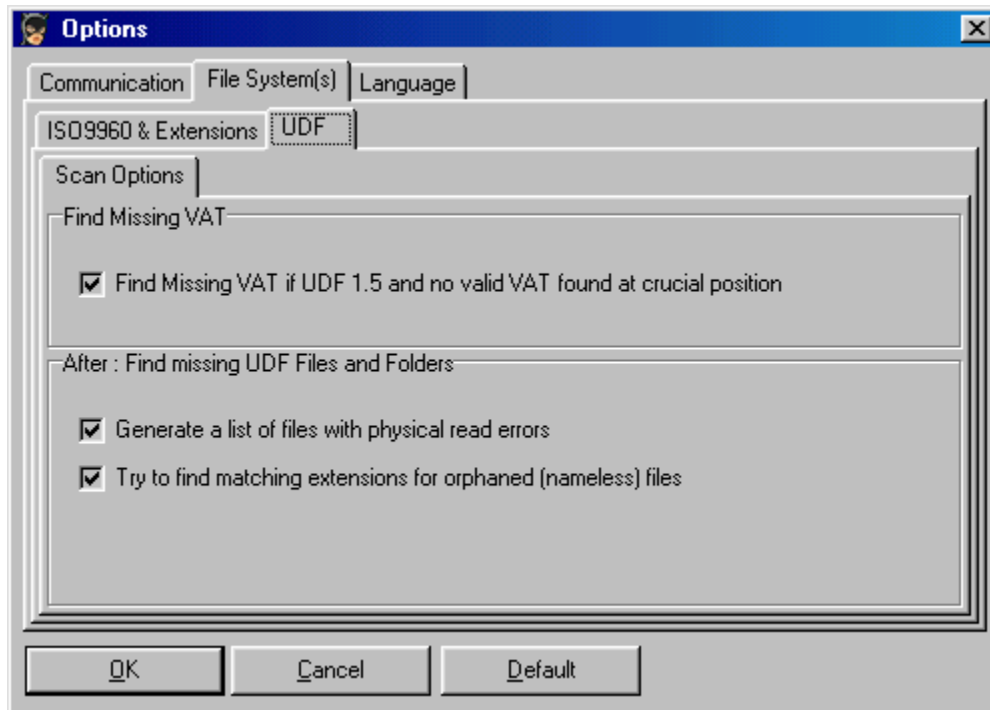 Options
Communication
File System(s)
Language
ISO9960 & Extensions
UDF
Scan Options
Find Missing VAT
Find Missing VAT if UDF 1.5 and no valid VAT found at crucial position
After : Find missing UDF Files and Folders
Generate a list of files with physical read errors
Try to find matching extensions for orphaned (nameless) files
OK
Cancel
Default